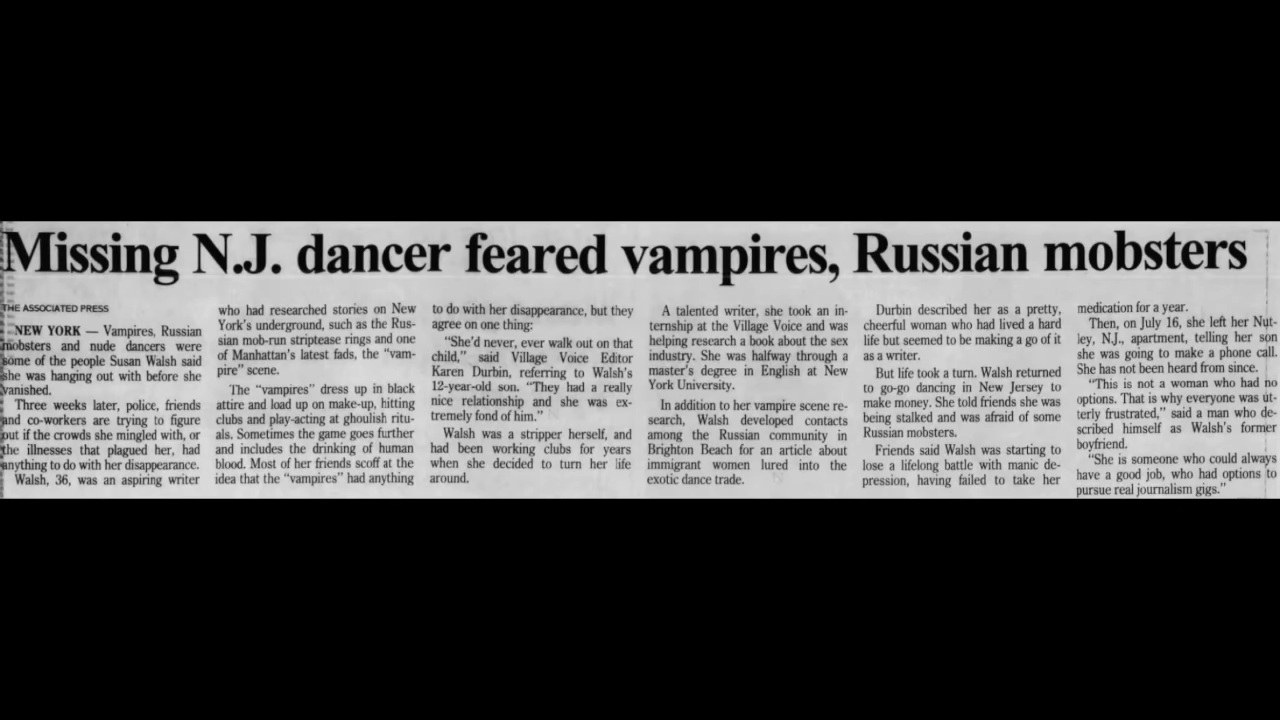 Missing N.J. dancer feared vampires, Russian mobsters
THE ASSOCIATED PRESS
NEW YORK — Vampires, Russian
mobsters and nude dancers were
some of the people Susan Walsh said
she was hanging out with before she
vanished.
Three weeks later, police, friends
and co-workers are trying to figure
out if the crowds she mingled with, or
the illnesses that plagued her, had
anything to do with her disappearance.
Walsh, 36, was an aspiring writer
who had researched stories on New
York's underground, such as the Rus-
sian mob-run striptease rings and one
of Manhattan's latest fads, the "vam-
pire" scene.
The "vampires" dress up in black
attire and load up on make-up, hitting
clubs and play-acting at ghoulish ritu-
als. Sometimes the game goes further
and includes the drinking of human
blood. Most of her friends scoff at the
idea that the "vampires" had anything
to do with her disappearance, but they
agree on one thing:
"She'd never, ever walk out on that
child," said Village Voice Editor
Karen Durbin, referring to Walsh's
12-year-old son. "They had a really
nice relationship and she was ex-
tremely fond of him."
Walsh was a stripper herself, and
had been working clubs for years
when she decided to turn her life
around.
A talented writer, she took an in-
ternship at the Village Voice and was
helping research a book about the sex
industry. She was halfway through a
master's degree in English at New
York University.
In addition to her vampire scene re-
search, Walsh developed contacts
among the Russian community in
Brighton Beach for an article about
immigrant women lured into the
exotic dance trade.
Durbin described her as a pretty,
cheerful woman who had lived a hard
life but seemed to be making a go of it
as a writer.
But life took a turn. Walsh returned
to go-go dancing in New Jersey to
make money. She told friends she was
being stalked and was afraid of some
Russian mobsters.
Friends said Walsh was starting to
lose a lifelong battle with manic de-
pression, having failed to take her
medication for a year.
Then, on July 16, she left her Nut-
ley, N.J., apartment, telling her son
she was going to make a phone call.
She has not been heard from since.
"This is not a woman who had no
options. That is why everyone was ut-
terly frustrated," said a man who de-
scribed himself as Walsh's former
boyfriend.
"She is someone who could always
have a good job, who had options to
pursue real journalism gigs."